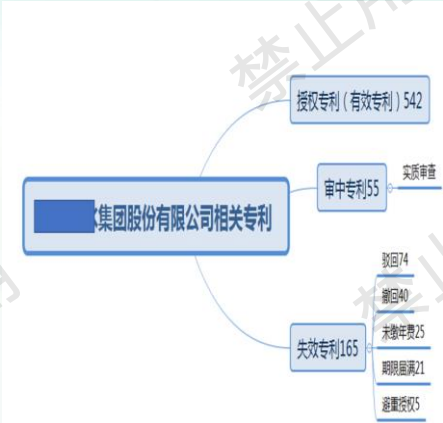 授权专利（有效专利）542
实质审查
审中专利55
集团股份有限公司相关专利
驳回74
撤回40
未缴年费25
失效专利165
期限届满21
避重授权5
禁止